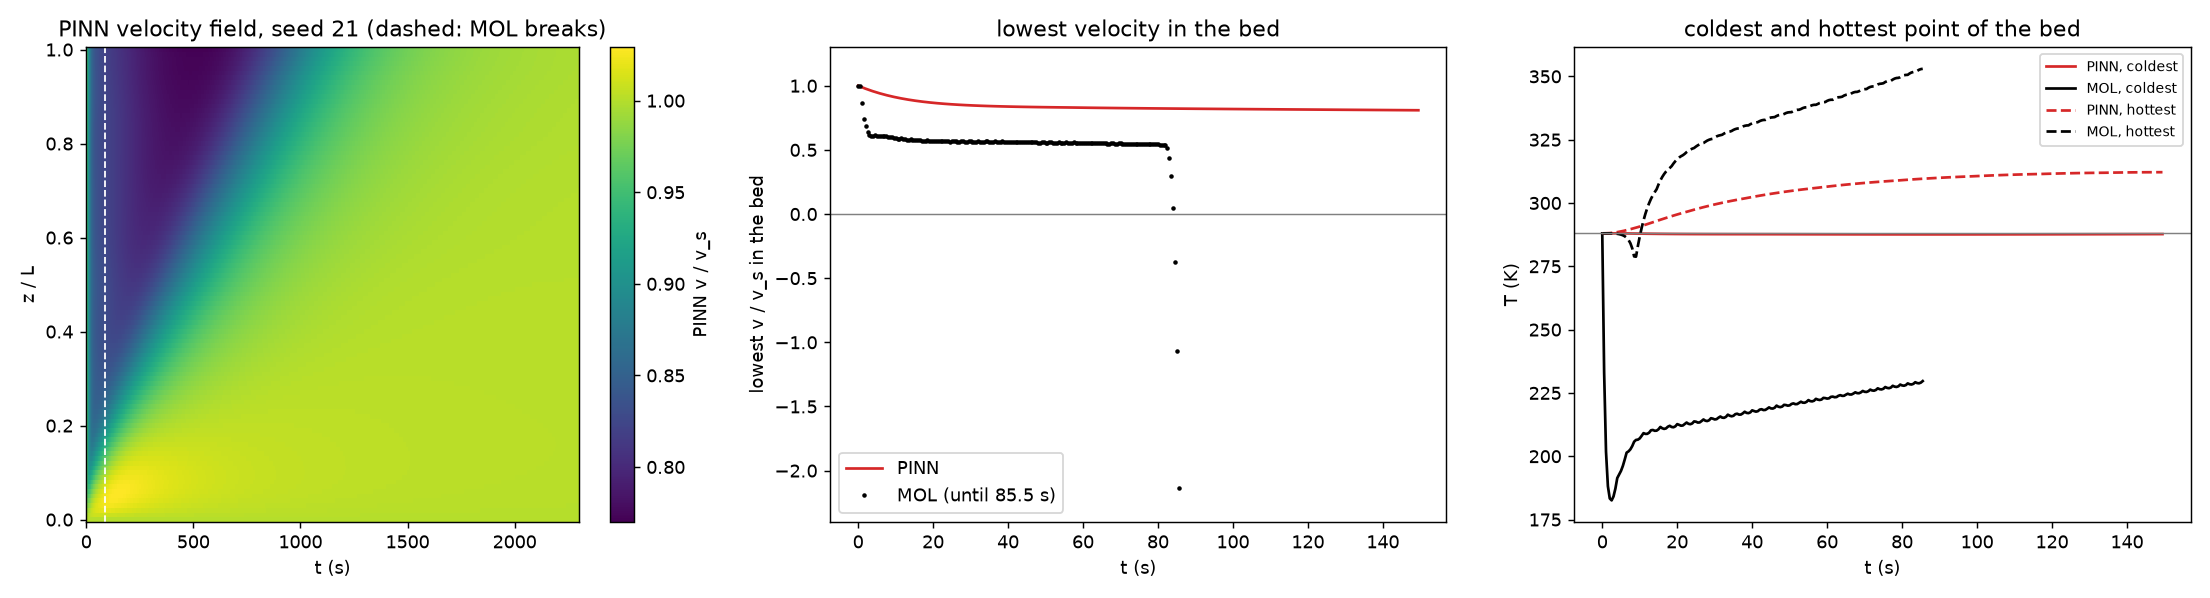 PINN velocity field, seed 21 (dashed: MOL breaks)
z / L
1.0
0.8
0.6
0.4
0.2
0.0
0 500 1000 1500 2000
t (s)
1.00
0.95
0.90
0.85
0.80
PINN v / v_s
lowest velocity in the bed
lowest v / v_s in the bed
1.0
0.5
0.0
−0.5
−1.0
−1.5
−2.0
PINN
MOL (until 85.5 s)
0 20 40 60 80 100 120 140
t (s)
coldest and hottest point of the bed
T (K)
350
325
300
275
250
225
200
175
PINN, coldest
MOL, coldest
PINN, hottest
MOL, hottest
0 20 40 60 80 100 120 140
t (s)